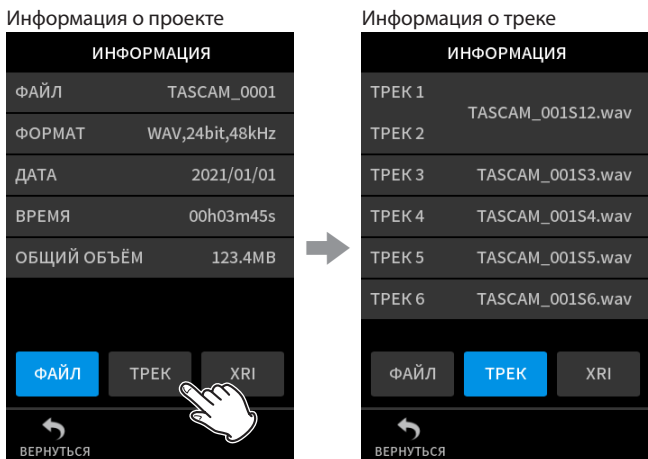 Информация о проекте
ИНФОРМАЦИЯ
ФАЙЛ TASCAM_0001
ФОРМАТ WAV,24bit,48kHz
ДАТА 2021/01/01
ВРЕМЯ 00h03m45s
ОБЩИЙ ОБЪЁМ 123.4MB
ФАЙЛ ТРЕК XRI
ВЕРНУТЬСЯ
Информация о треке
ИНФОРМАЦИЯ
ТРЕК 1
TASCAM_001S12.wav
ТРЕК 2
ТРЕК 3 TASCAM_001S3.wav
ТРЕК 4 TASCAM_001S4.wav
ТРЕК 5 TASCAM_001S5.wav
ТРЕК 6 TASCAM_001S6.wav
ФАЙЛ ТРЕК XRI
ВЕРНУТЬСЯ